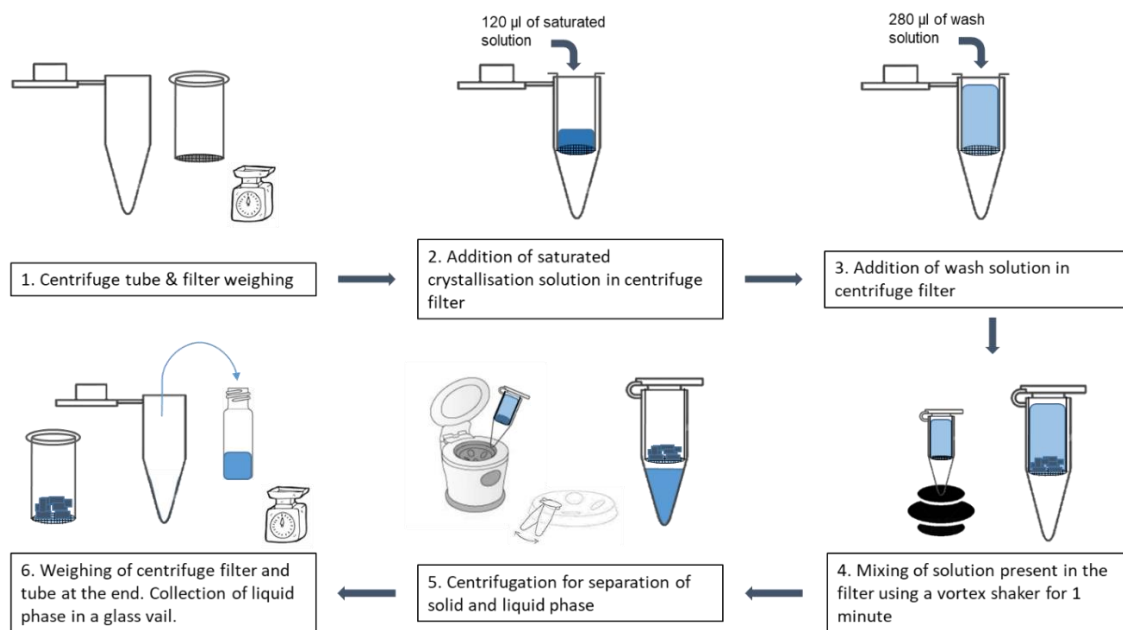 120 µl of saturated
solution
280 µl of wash
solution
1. Centrifuge tube & filter weighing
2. Addition of saturated
crystallisation solution in centrifuge
filter
3. Addition of wash solution in
centrifuge filter
6. Weighing of centrifuge filter and
tube at the end. Collection of liquid
phase in a glass vail.
5. Centrifugation for separation of
solid and liquid phase
4. Mixing of solution present in the
filter using a vortex shaker for 1
minute